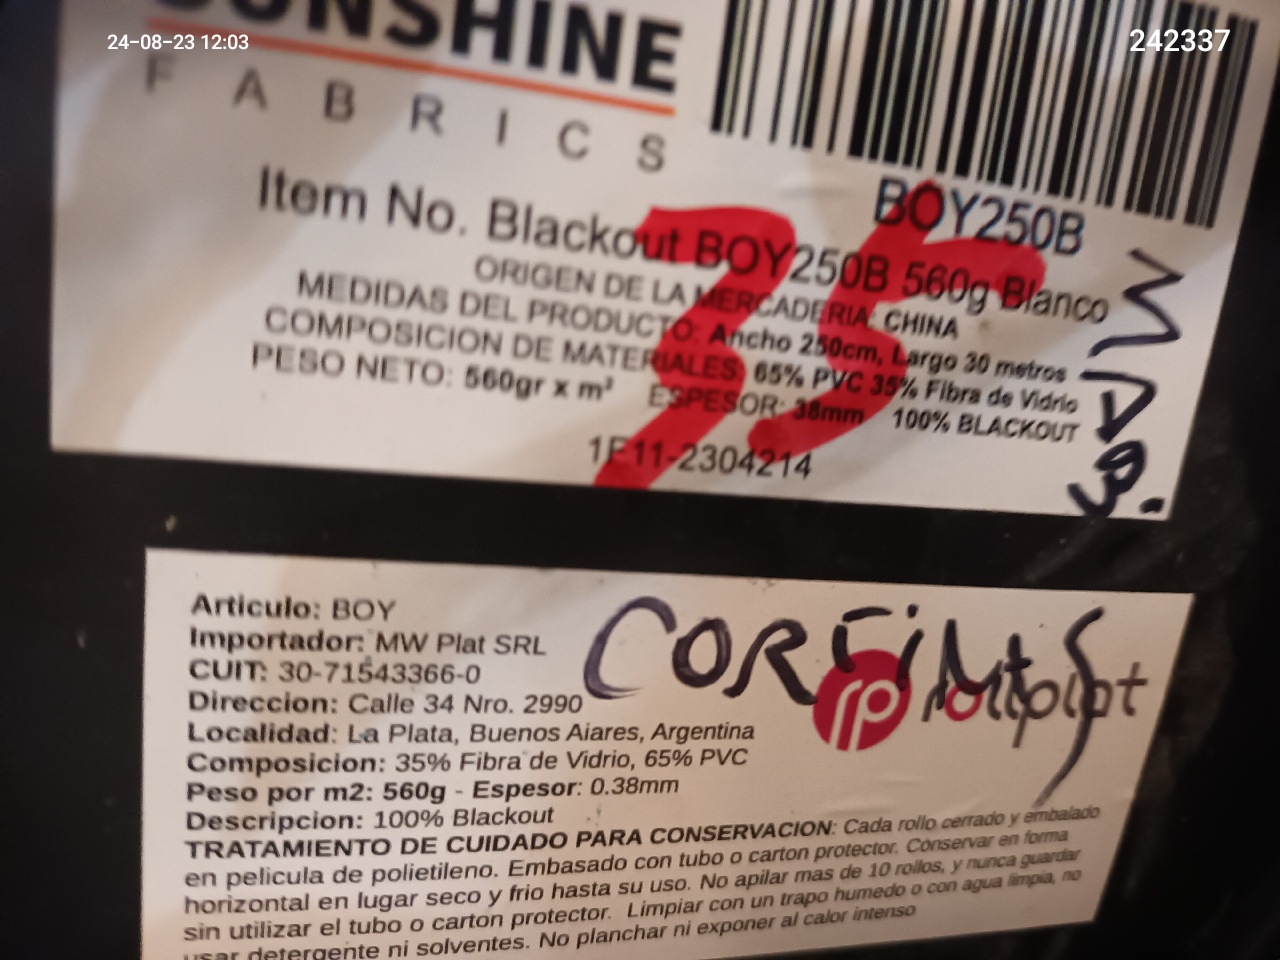 24-08-23 12:03
242337
SUNSHINE
FABRICS
BOY250B
Item No. Blackout BOY250B 560g Blanco
ORIGEN DE LA MERCADERIA: CHINA
MEDIDAS DEL PRODUCTO: Ancho 250cm, Largo 30 metros
COMPOSICION DE MATERIALES: 65% PVC 35% Fibra de Vidrio
PESO NETO: 560gr x m² ESPESOR: 38mm 100% BLACKOUT
1F11-2304214
35
CORTINAS
rollplat
Articulo: BOY
Importador: MW Plat SRL
CUIT: 30-71543366-0
Direccion: Calle 34 Nro. 2990
Localidad: La Plata, Buenos Aiares, Argentina
Composicion: 35% Fibra de Vidrio, 65% PVC
Peso por m2: 560g - Espesor: 0.38mm
Descripcion: 100% Blackout
TRATAMIENTO DE CUIDADO PARA CONSERVACION: Cada rollo cerrado y embalado
en pelicula de polietileno. Embasado con tubo o carton protector. Conservar en forma
horizontal en lugar seco y frio hasta su uso. No apilar mas de 10 rollos, y nunca guardar
sin utilizar el tubo o carton protector. Limpiar con un trapo humedo o con agua limpia, no
usar detergente ni solventes. No planchar ni exponer al calor intenso